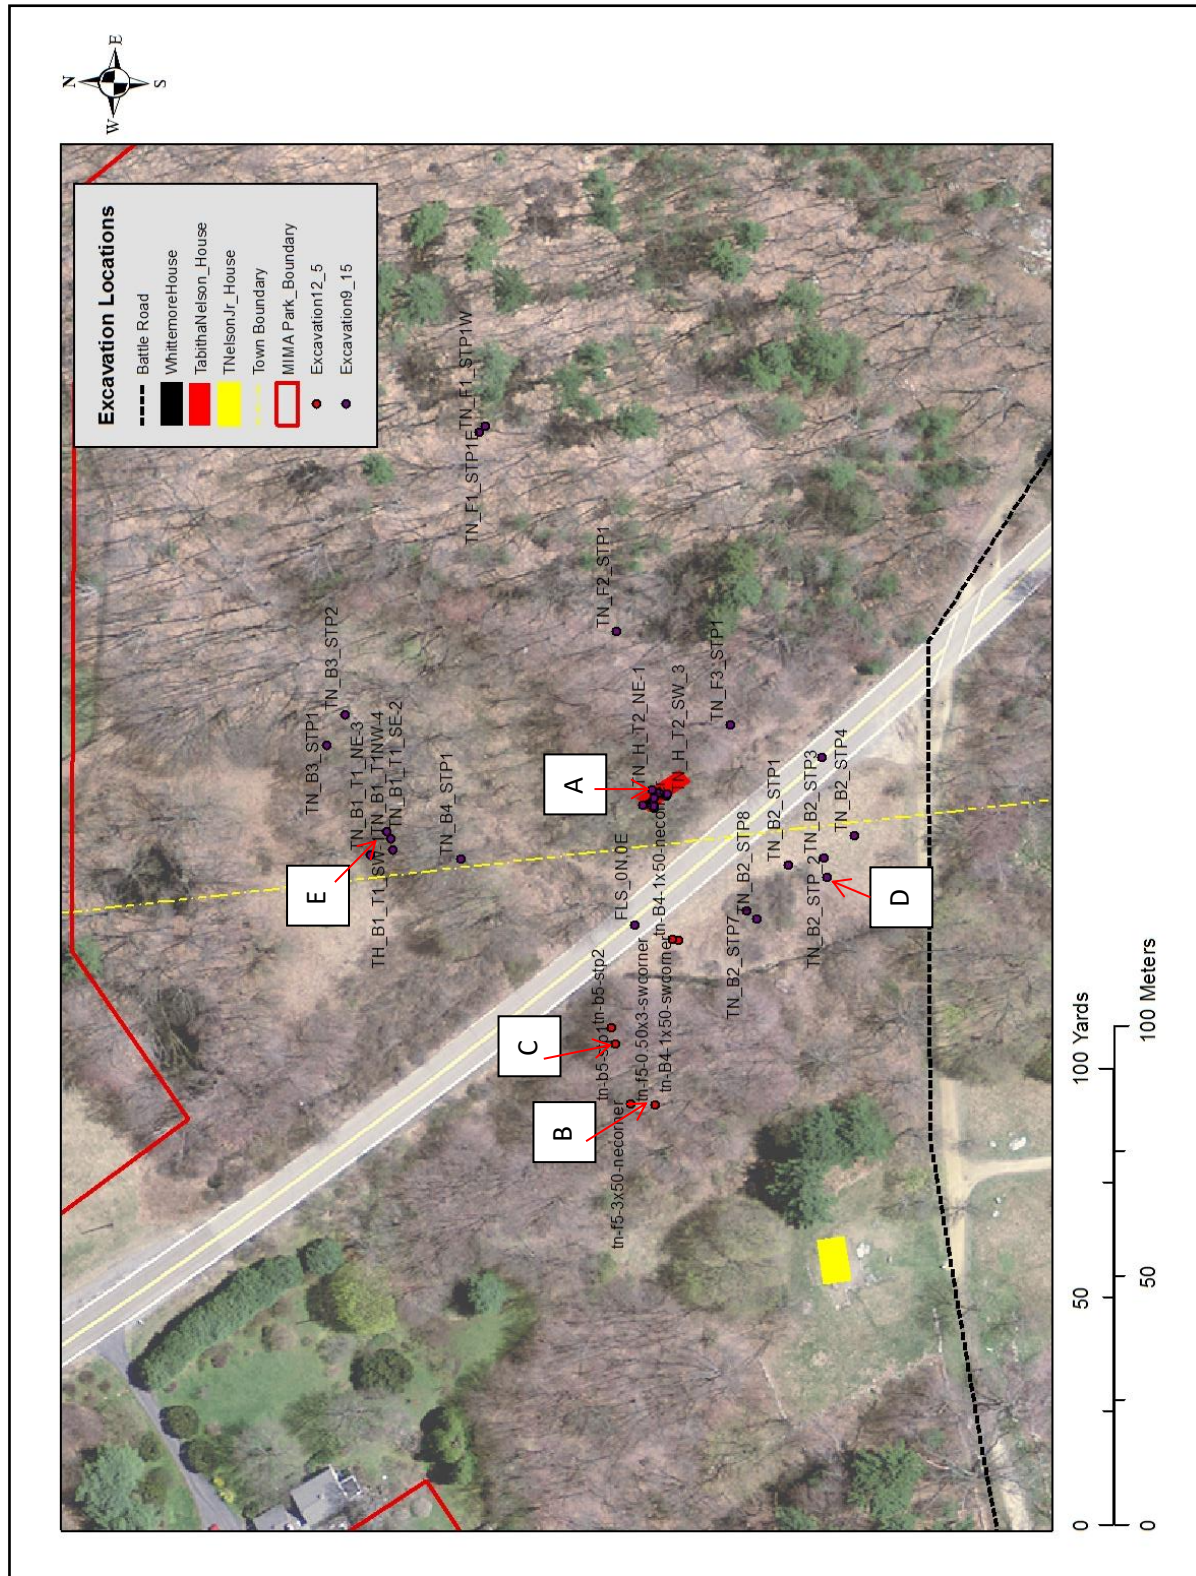 N
E
W
S
Excavation Locations
Battle Road
WhittemoreHouse
TabithaNelson_House
TNelsonJr_House
Town Boundary
MIMA Park_Boundary
Excavation12_5
Excavation9_15
TN_F1_STP1W
TN_F1_STP1E
TN_B3_STP2
TN_B3_STP1
TN_B1_T1_NE-3
TN_B1_T1NW-4
TN_B1_T1_SE-2
TH_B1_T1_SW-1
TN_B4_STP1
E
TN_F2_STP1
TN_F3_STP1
A
TN_H_T2_NE-1
TN_H_T2_SW_3
FLS_0N_0E
tn-B4-1x50-necorner
TN_B2_STP1
TN_B2_STP8
TN_B2_STP7
TN_B2_STP3
TN_B2_STP4
TN_B2_STP_2
D
C
tn-b5-stp2
tn-b5-stp1
tn-f5-0.50x3-swcorner
tn-B4-1x50-swcorner
tn-f5-3x50-necorner
B
0 50 100 Yards
0 50 100 Meters